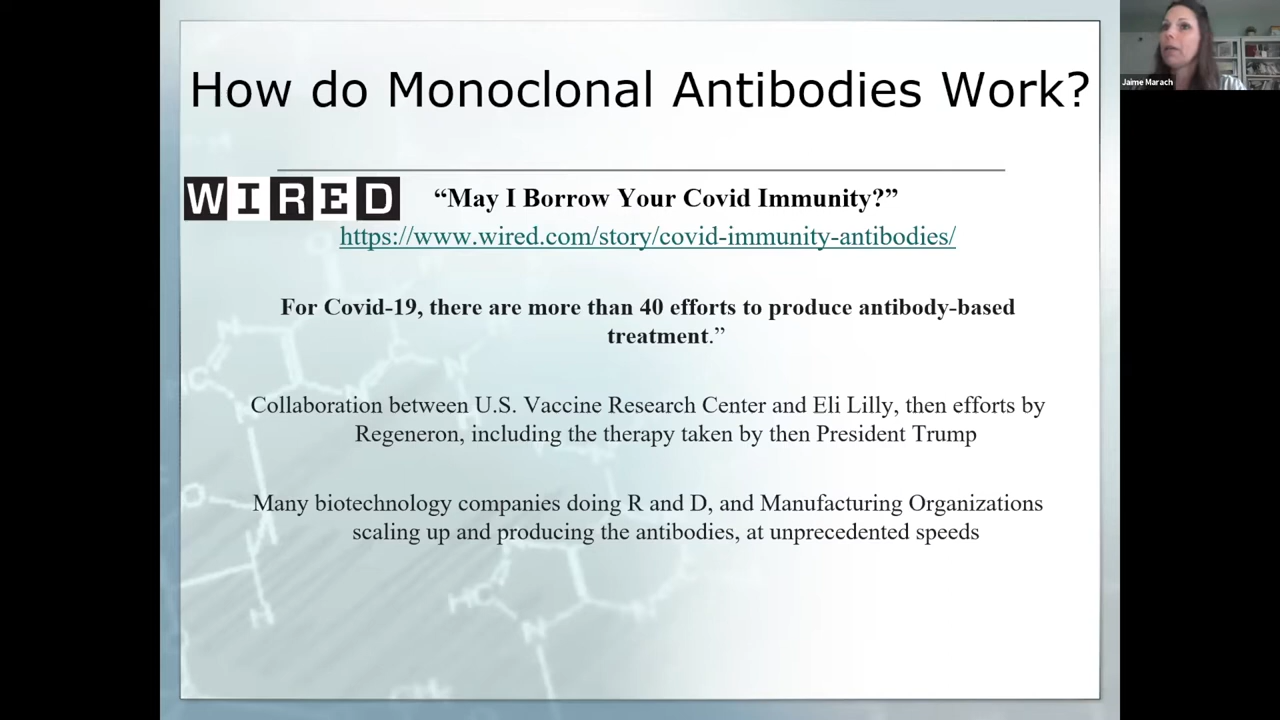 How do Monoclonal Antibodies Work?
Jaime Marach
WIRED
“May I Borrow Your Covid Immunity?”
https://www.wired.com/story/covid-immunity-antibodies/
For Covid-19, there are more than 40 efforts to produce antibody-based
treatment.”
Collaboration between U.S. Vaccine Research Center and Eli Lilly, then efforts by
Regeneron, including the therapy taken by then President Trump
Many biotechnology companies doing R and D, and Manufacturing Organizations
scaling up and producing the antibodies, at unprecedented speeds